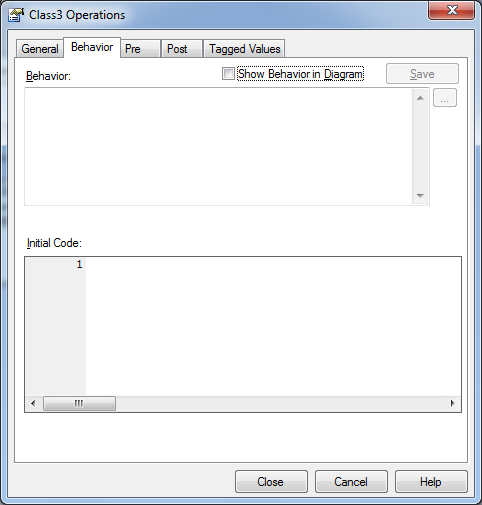 Class3 Operations
General Behavior Pre Post Tagged Values
Behavior: Show Behavior in Diagram Save
...
Initial Code:
1
Close Cancel Help